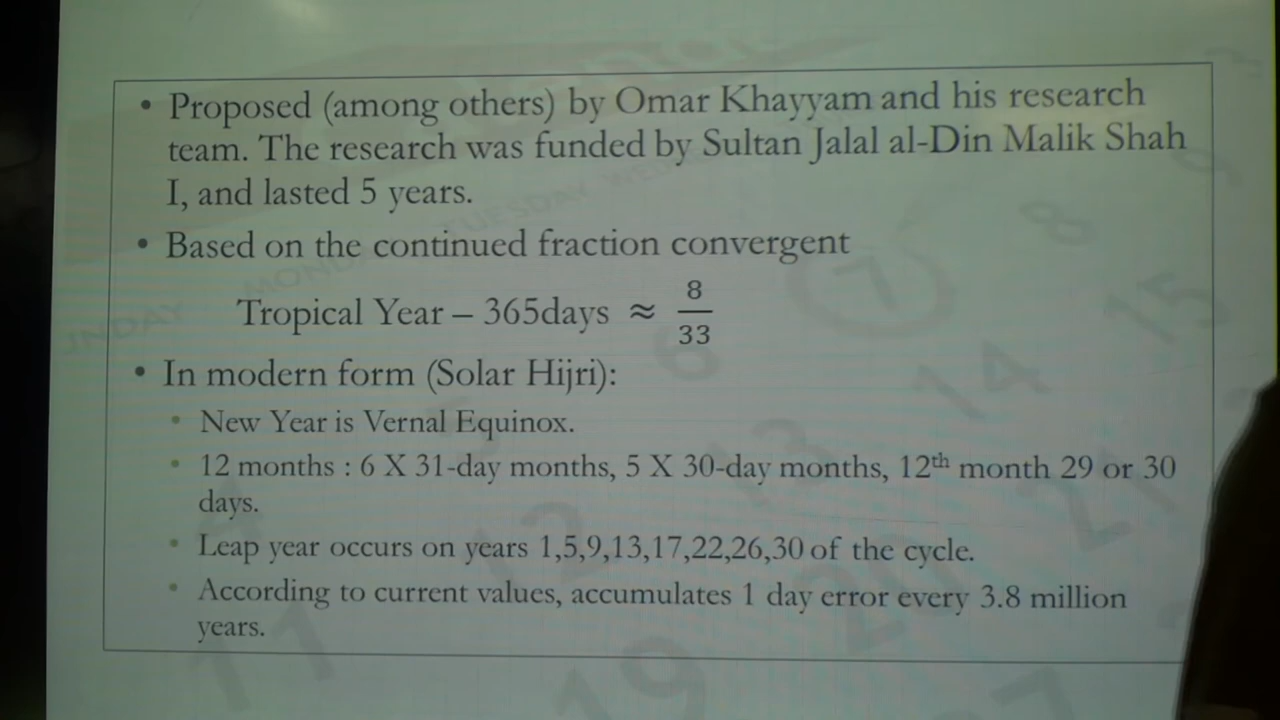 • Proposed (among others) by Omar Khayyam and his research
team. The research was funded by Sultan Jalal al-Din Malik Shah
I, and lasted 5 years.
• Based on the continued fraction convergent
Tropical Year – 365days ≈ 8/33
• In modern form (Solar Hijri):
• New Year is Vernal Equinox.
• 12 months : 6 X 31-day months, 5 X 30-day months, 12th month 29 or 30
days.
• Leap year occurs on years 1,5,9,13,17,22,26,30 of the cycle.
• According to current values, accumulates 1 day error every 3.8 million
years.